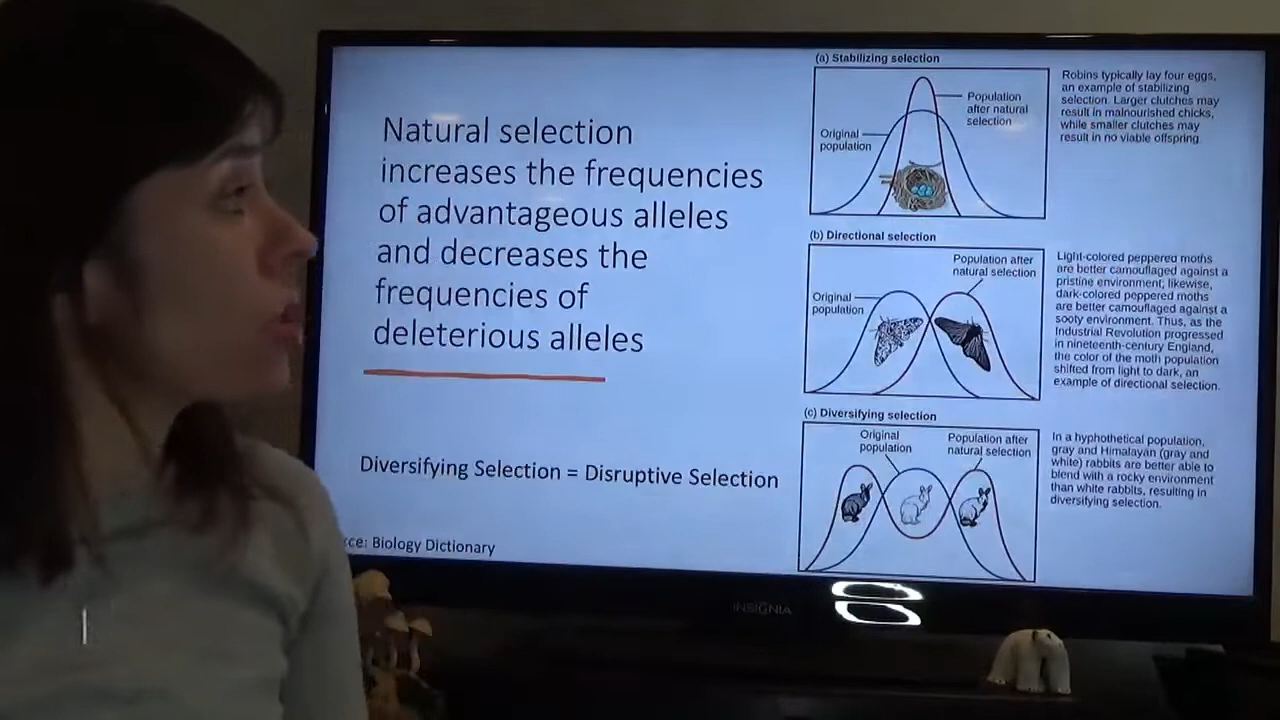 Natural selection
increases the frequencies
of advantageous alleles
and decreases the
frequencies of
deleterious alleles
Diversifying Selection = Disruptive Selection
Biology Dictionary
(a) Stabilizing selection
Population
after natural
selection
Original
population
Robins typically lay four eggs,
an example of stabilizing
selection. Larger clutches may
result in malnourished chicks,
while smaller clutches may
result in no viable offspring.
(b) Directional selection
Population after
natural selection
Original
population
Light-colored peppered moths
are better camouflaged against a
pristine environment; likewise,
dark-colored peppered moths
are better camouflaged against a
sooty environment. Thus, as the
Industrial Revolution progressed
in nineteenth-century England,
the color of the moth population
shifted from light to dark, an
example of directional selection.
(c) Diversifying selection
Original
population
Population after
natural selection
In a hyphothetical population,
gray and Himalayan (gray and
white) rabbits are better able to
blend with a rocky environment
than white rabbits, resulting in
diversifying selection.
INSIGNIA